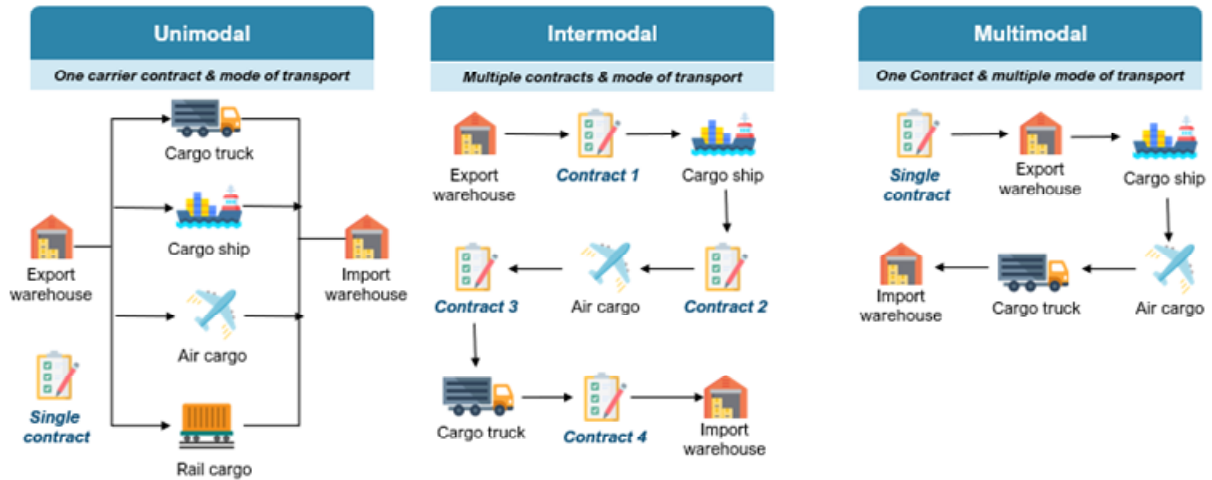 Unimodal
One carrier contract & mode of transport
Cargo truck
Cargo ship
Export
warehouse
Import
warehouse
Air cargo
Single
contract
Rail cargo
Intermodal
Multiple contracts & mode of transport
Export
warehouse
Contract 1
Cargo ship
Contract 3
Air cargo
Contract 2
Cargo truck
Contract 4
Import
warehouse
Multimodal
One Contract & multiple mode of transport
Single
contract
Export
warehouse
Cargo ship
Import
warehouse
Cargo truck
Air cargo